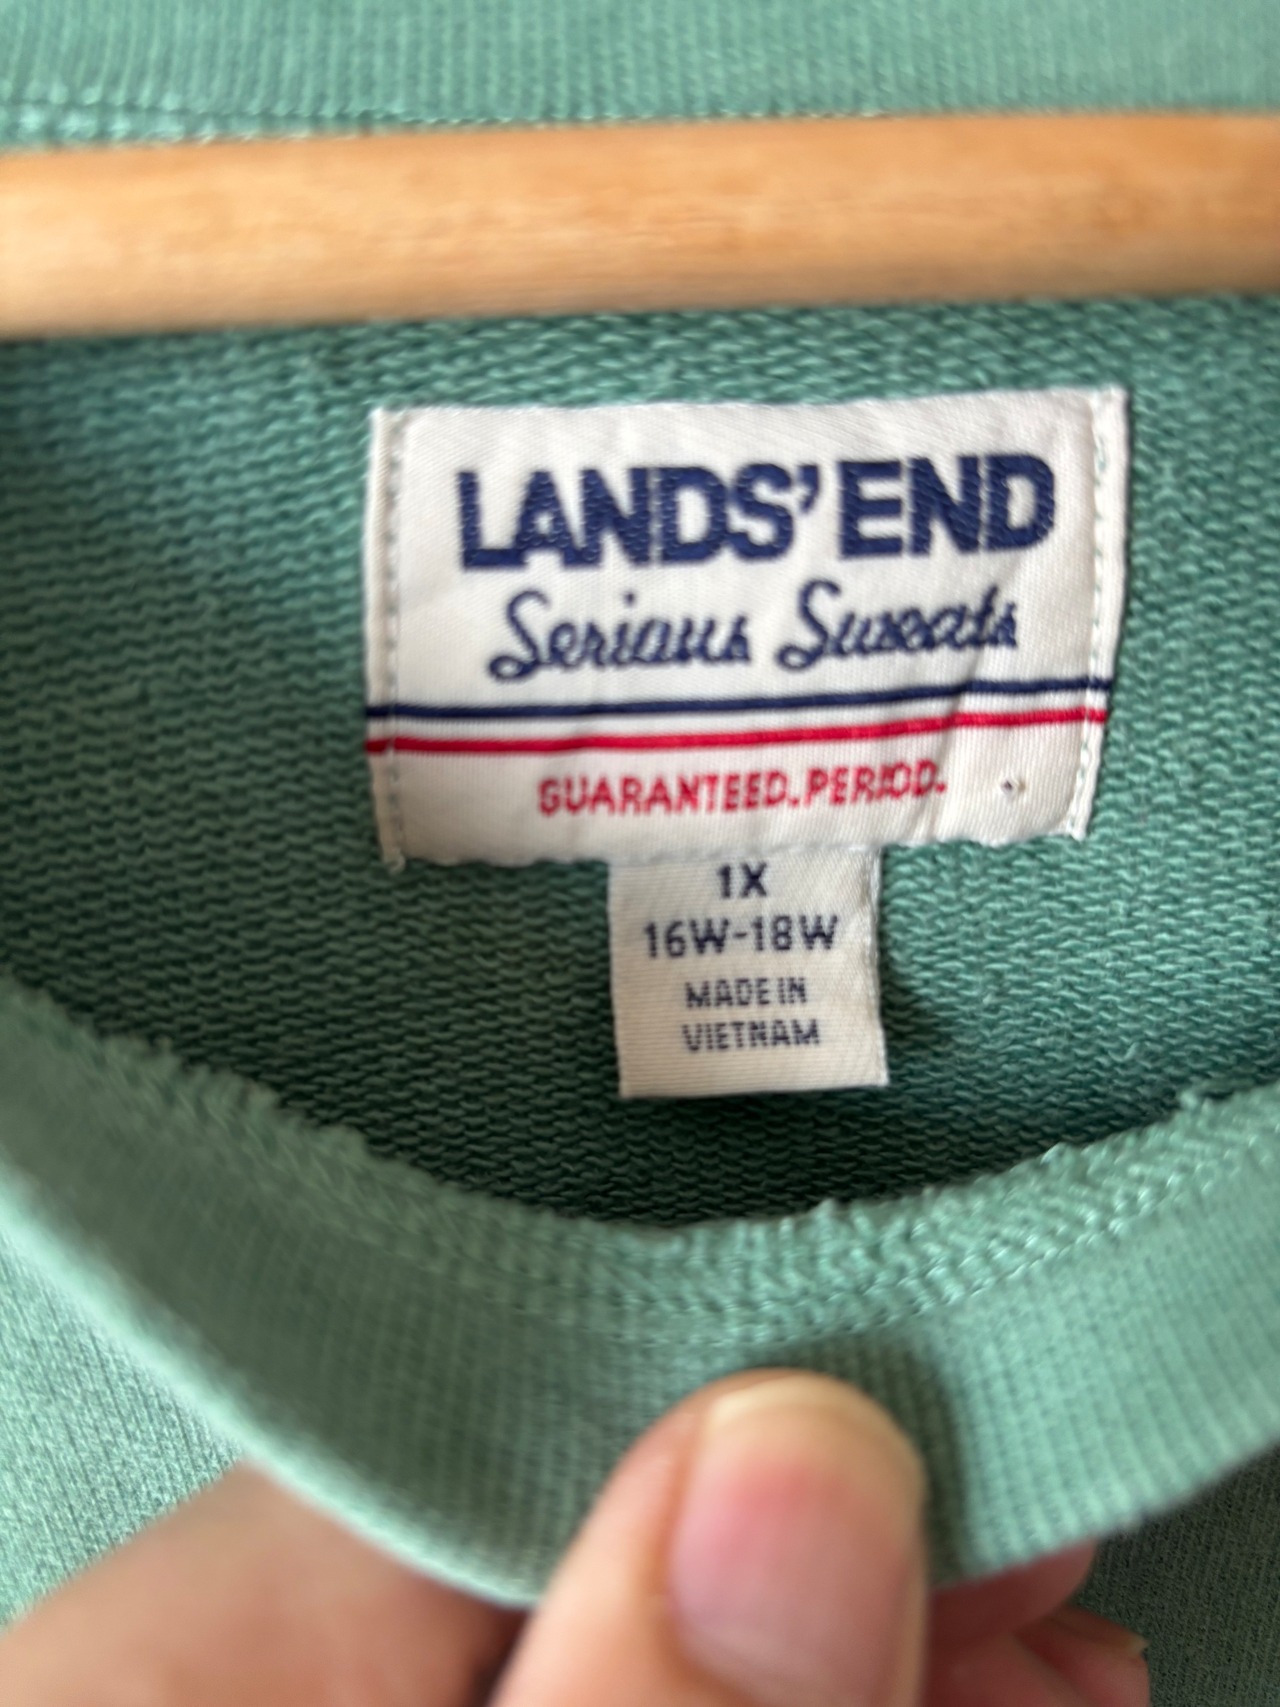 LANDS' END
Serious Sweats
GUARANTEED.PERIOD.
1X
16W-18W
MADE IN
VIETNAM